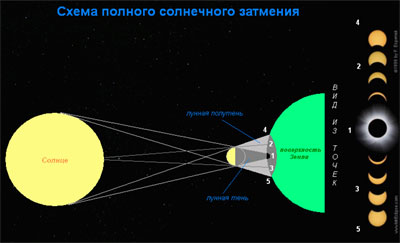 Схема полного солнечного затмения
4
2
1
3
5
Солнце
лунная полутень
лунная тень
4
2
1
3
5
поверхность
Земли
ВИД ИЗ ТОЧЕК